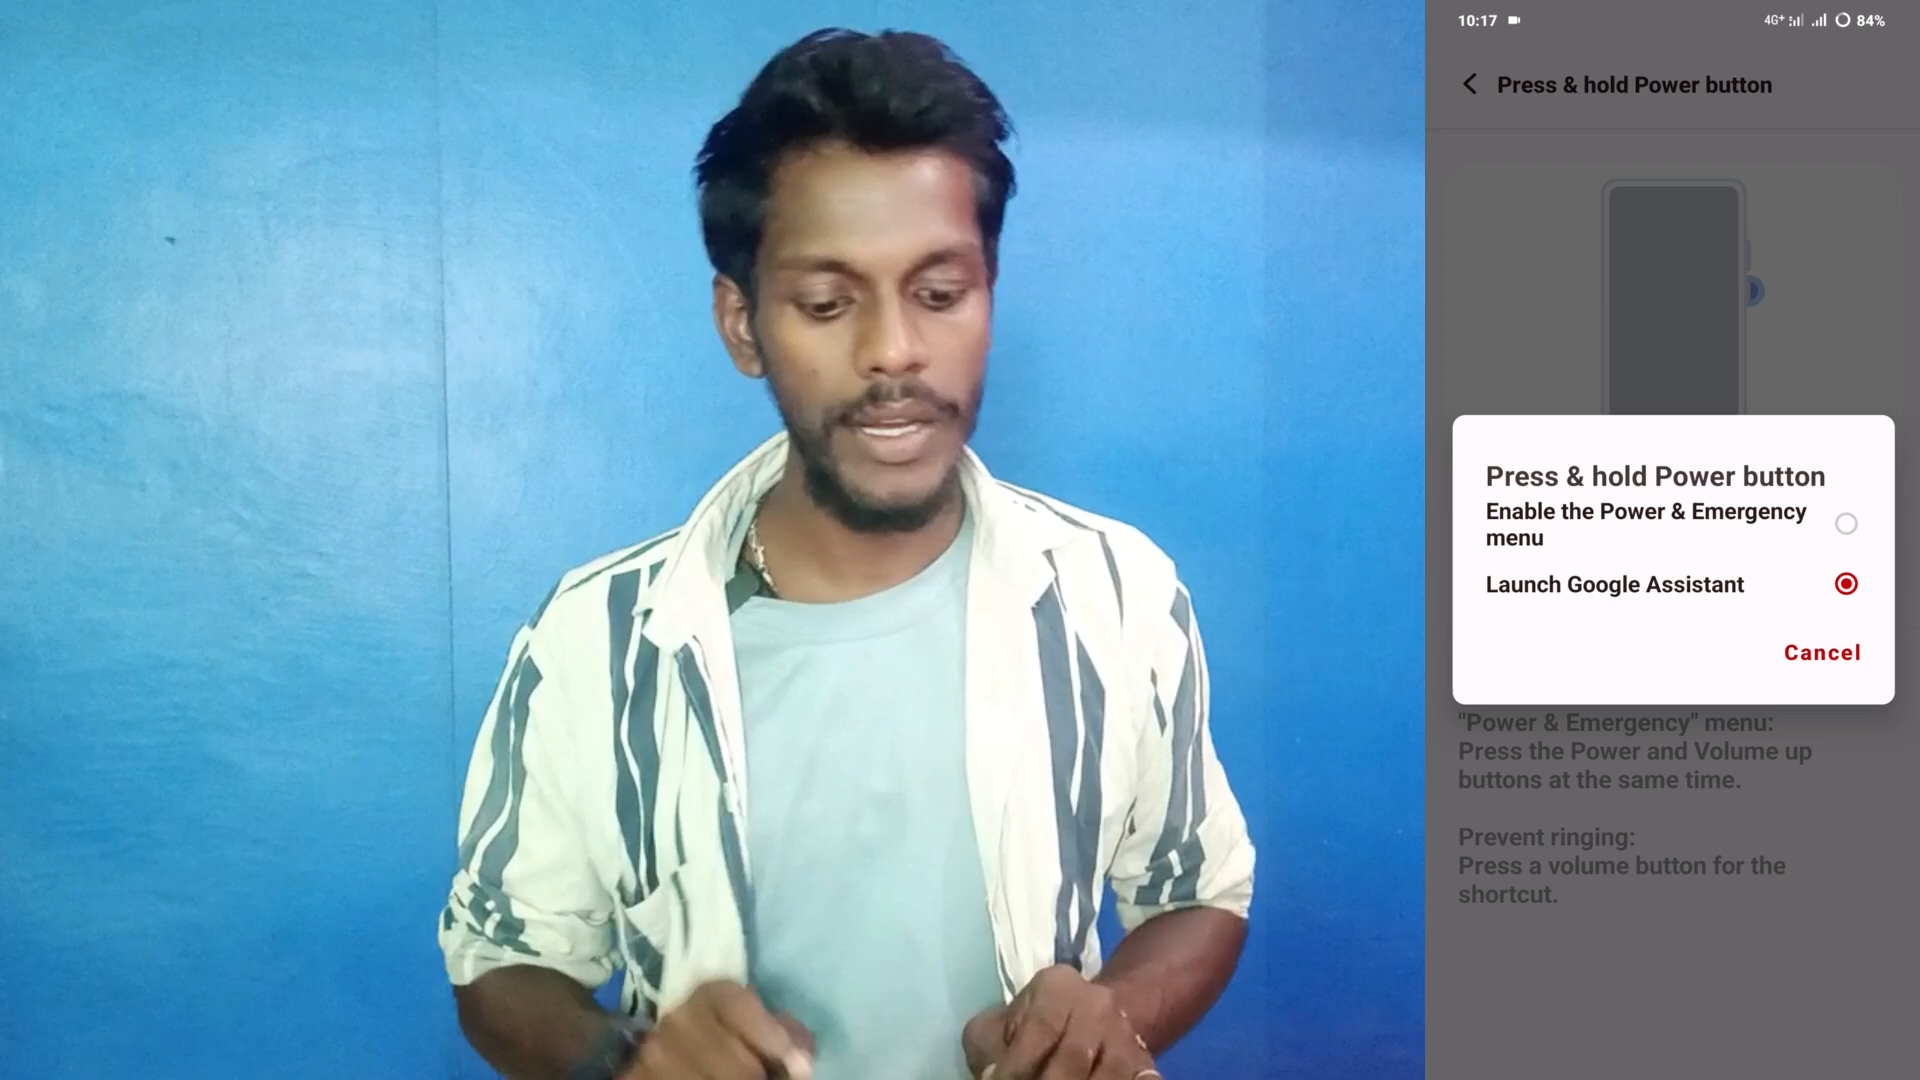 10:17
4G+ 84%
Press & hold Power button
Press & hold Power button
Enable the Power & Emergency
menu
Launch Google Assistant
Cancel
"Power & Emergency" menu:
Press the Power and Volume up
buttons at the same time.
Prevent ringing:
Press a volume button for the
shortcut.